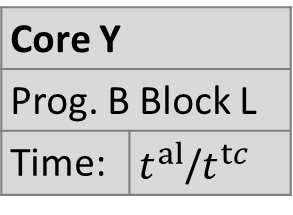 Core Y
Prog. B Block L
Time: t^al/t^tc